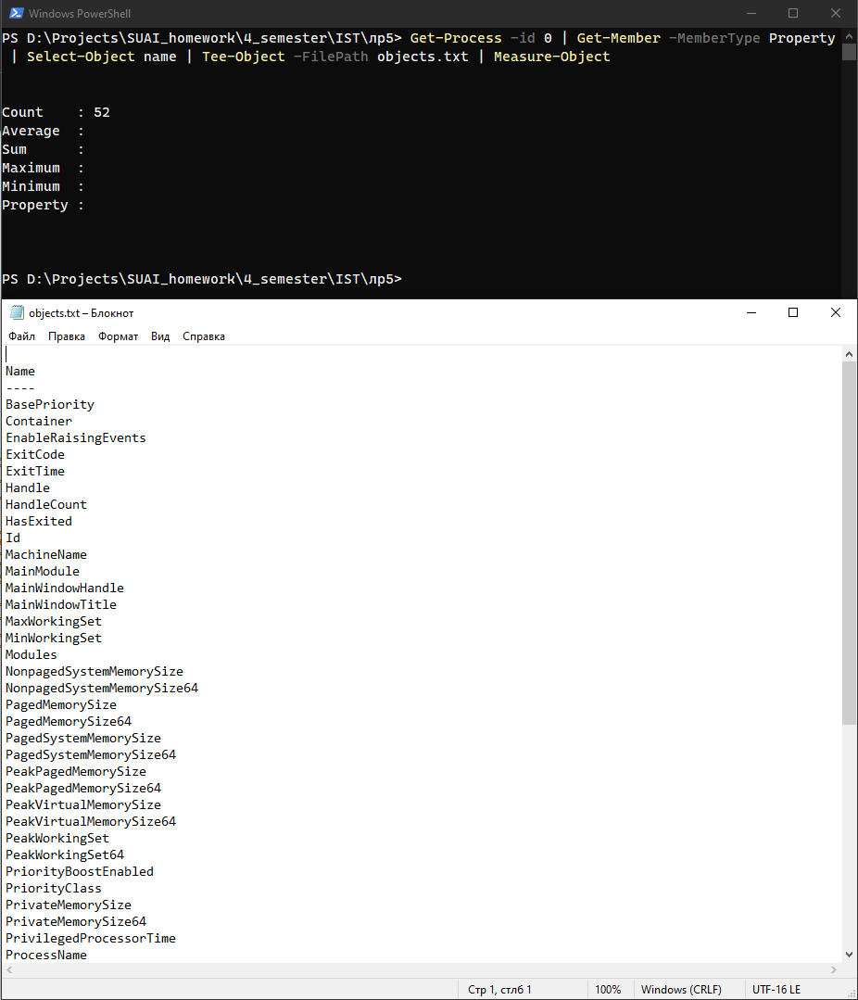 Windows PowerShell
PS D:\Projects\SUAI_homework\4_semester\IST\лр5> Get-Process -id 0 | Get-Member -MemberType Property
| Select-Object name | Tee-Object -FilePath objects.txt | Measure-Object
Count    : 52
Average  :
Sum      :
Maximum  :
Minimum  :
Property :
PS D:\Projects\SUAI_homework\4_semester\IST\лр5>
objects.txt – Блокнот
Файл Правка Формат Вид Справка
Name
----
BasePriority
Container
EnableRaisingEvents
ExitCode
ExitTime
Handle
HandleCount
HasExited
Id
MachineName
MainModule
MainWindowHandle
MainWindowTitle
MaxWorkingSet
MinWorkingSet
Modules
NonpagedSystemMemorySize
NonpagedSystemMemorySize64
PagedMemorySize
PagedMemorySize64
PagedSystemMemorySize
PagedSystemMemorySize64
PeakPagedMemorySize
PeakPagedMemorySize64
PeakVirtualMemorySize
PeakVirtualMemorySize64
PeakWorkingSet
PeakWorkingSet64
PriorityBoostEnabled
PriorityClass
PrivateMemorySize
PrivateMemorySize64
PrivilegedProcessorTime
ProcessName
Стр 1, стлб 1 100% Windows (CRLF) UTF-16 LE